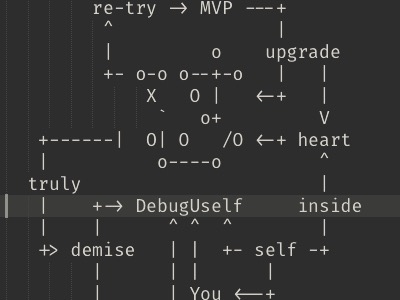 re-try -> MVP ---+
^ |
| o upgrade
+- o-o o--+-o | |
X O | <-+ |
` o+ V
+------| O| O /O <-+ heart
| o----o ^
truly |
| +-> DebugUself inside
| | ^ ^ ^ |
+> demise | | +- self -+
| | | |
| | You <--+